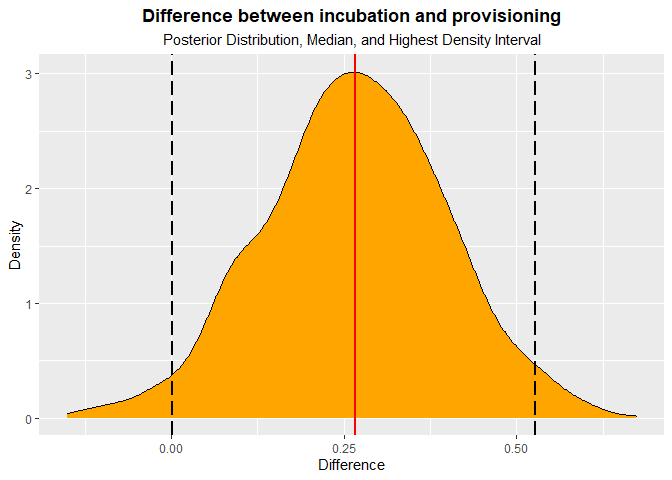 Difference between incubation and provisioning
Posterior Distribution, Median, and Highest Density Interval
3
2
1
0
Density
0.00 0.25 0.50
Difference